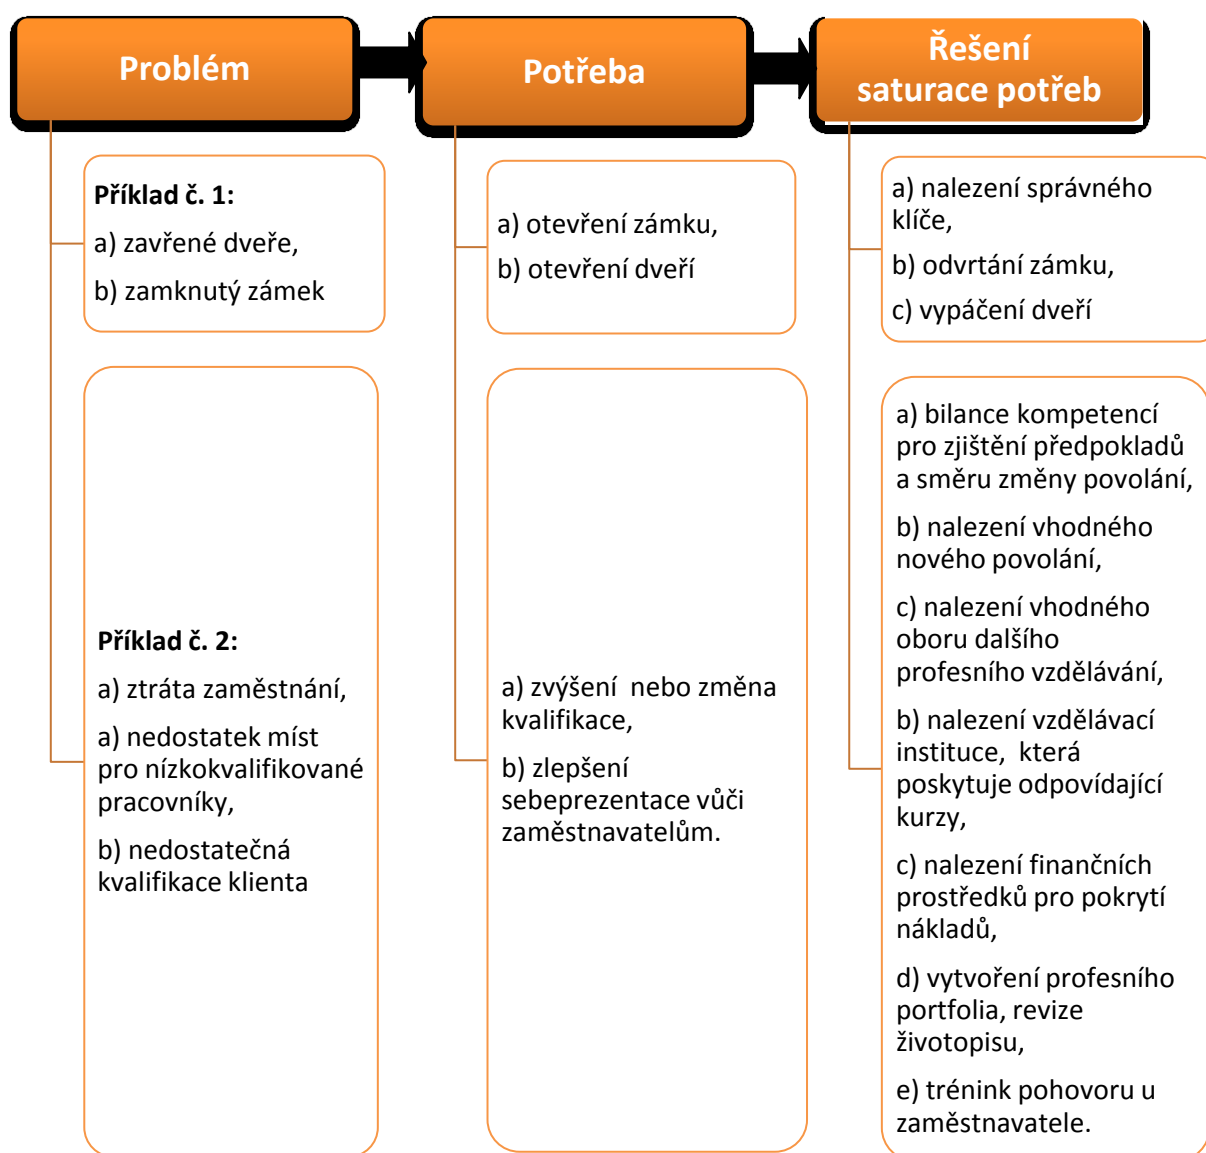 Problém
Potřeba
Řešení
saturace potřeb
Příklad č. 1:
a) zavřené dveře,
b) zamknutý zámek
a) otevření zámku,
b) otevření dveří
a) nalezení správného
klíče,
b) odvrtání zámku,
c) vypáčení dveří
Příklad č. 2:
a) ztráta zaměstnání,
a) nedostatek míst
pro nízkokvalifikované
pracovníky,
b) nedostatečná
kvalifikace klienta
a) zvýšení  nebo změna
kvalifikace,
b) zlepšení
sebeprezentace vůči
zaměstnavatelům.
a) bilance kompetencí
pro zjištění předpokladů
a směru změny povolání,
b) nalezení vhodného
nového povolání,
c) nalezení vhodného
oboru dalšího
profesního vzdělávání,
b) nalezení vzdělávací
instituce,  která
poskytuje odpovídající
kurzy,
c) nalezení finančních
prostředků pro pokrytí
nákladů,
d) vytvoření profesního
portfolia, revize
životopisu,
e) trénink pohovoru u
zaměstnavatele.